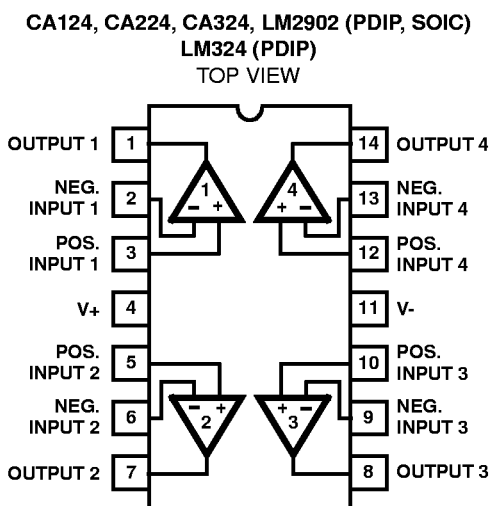 CA124, CA224, CA324, LM2902 (PDIP, SOIC)
LM324 (PDIP)
TOP VIEW
OUTPUT 1
1
14
OUTPUT 4
NEG.
INPUT 1
2
1
- +
4
+ -
13
NEG.
INPUT 4
POS.
INPUT 1
3
12
POS.
INPUT 4
V+
4
11
V-
POS.
INPUT 2
5
10
POS.
INPUT 3
NEG.
INPUT 2
6
- +
2
+ -
3
9
NEG.
INPUT 3
OUTPUT 2
7
8
OUTPUT 3